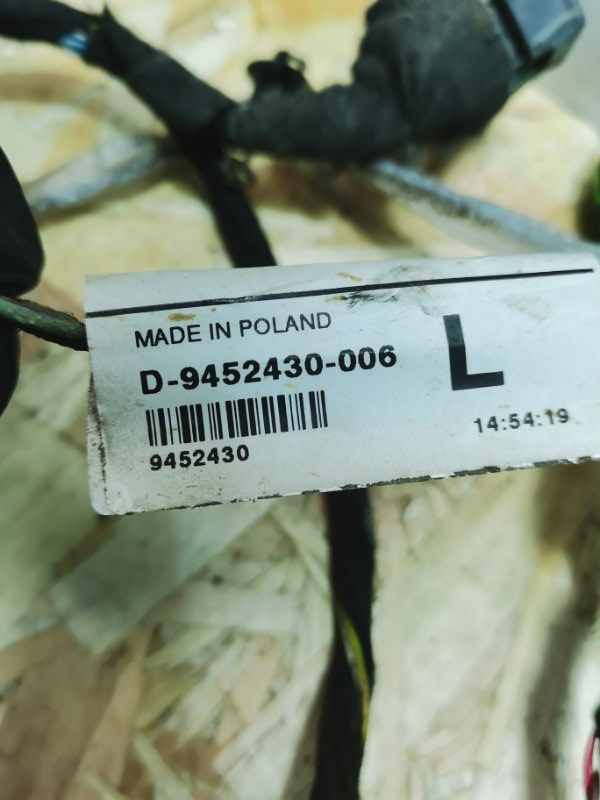 MADE IN POLAND
D-9452430-006
L
9452430
14:54:19